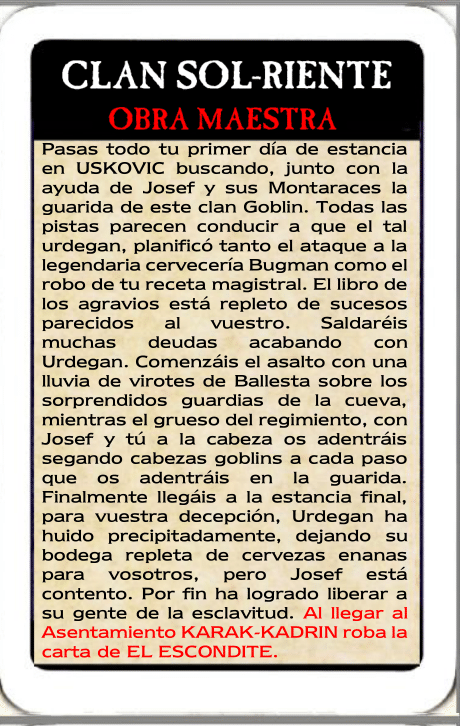 CLAN SOL-RIENTE
OBRA MAESTRA
Pasas todo tu primer día de estancia
en USKOVIC buscando, junto con la
ayuda de Josef y sus Montaraces la
guarida de este clan Goblin. Todas las
pistas parecen conducir a que el tal
urdegan, planificó tanto el ataque a la
legendaria cervecería Bugman como el
robo de tu receta magistral. El libro de
los agravios está repleto de sucesos
parecidos al vuestro. Saldaréis
muchas deudas acabando con
Urdegan. Comenzáis el asalto con una
lluvia de virotes de Ballesta sobre los
sorprendidos guardias de la cueva,
mientras el grueso del regimiento, con
Josef y tú a la cabeza os adentráis
segando cabezas goblins a cada paso
que os adentráis en la guarida.
Finalmente llegáis a la estancia final,
para vuestra decepción, Urdegan ha
huido precipitadamente, dejando su
bodega repleta de cervezas enanas
para vosotros, pero Josef está
contento. Por fin ha logrado liberar a
su gente de la esclavitud. Al llegar al
Asentamiento KARAK-KADRIN roba la
carta de EL ESCONDITE.